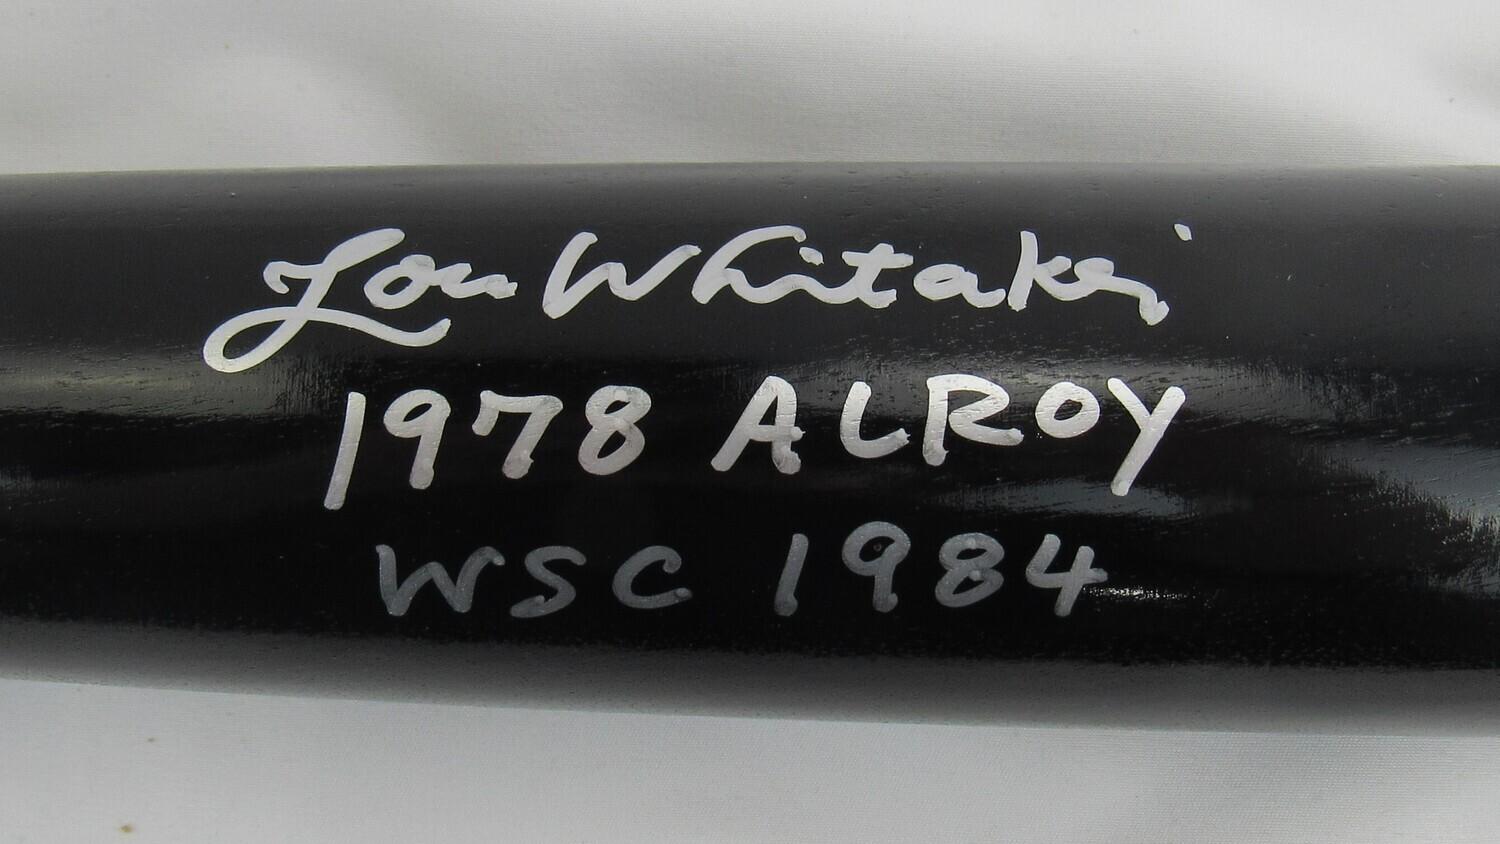 Lou Whitaker
1978 ALROY
WSC 1984